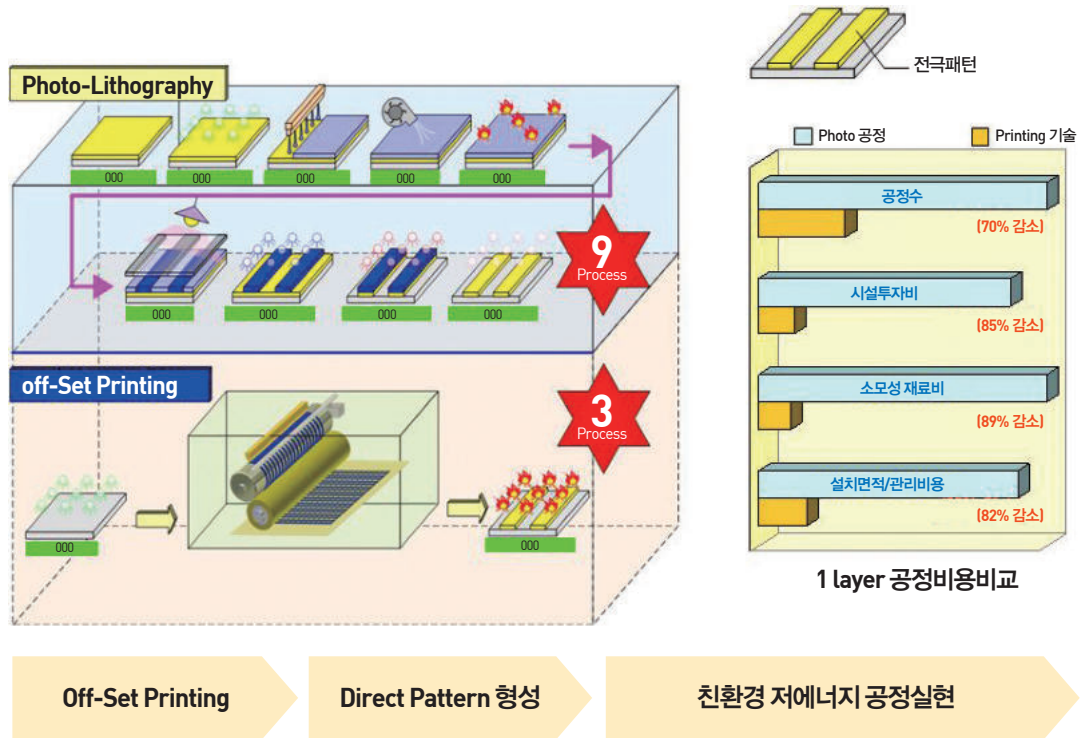 전극패턴
Photo-Lithography
000
000
000
000
000
000
000
000
000
9
Process
off-Set Printing
3
Process
000
000
Photo 공정
Printing 기술
공정수
(70% 감소)
시설투자비
(85% 감소)
소모성 재료비
(89% 감소)
설치면적/관리비용
(82% 감소)
1 layer 공정비용비교
Off-Set Printing
Direct Pattern 형성
친환경 저에너지 공정실현